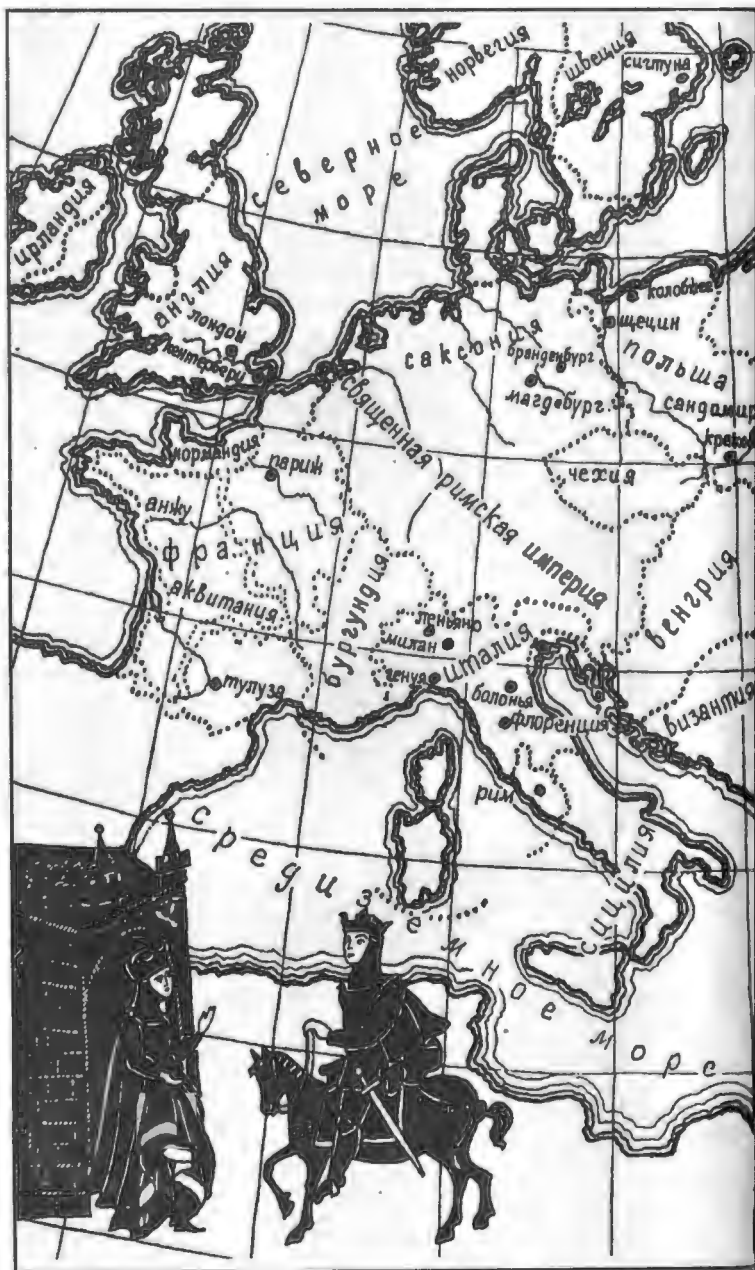 норвегия
швеция
сигтуна
северное
море
ирландия
англия
лондон
кентербери
саксония
колобжег
щецин
бранденбург
польша
магдебург
сандомир
священная римская империя
нормандия
париж
чехия
анжу
франция
аквитания
бургундия
леньяно
милан
италия
венгрия
тулуза
генуя
болонья
флоренция
византия
рим
средиземное море
сицилия